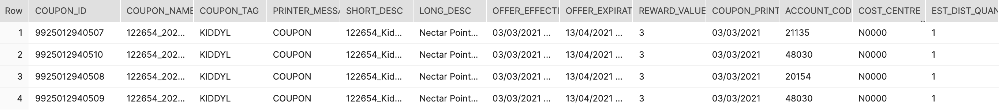 Row COUPON_ID COUPON_NAME COUPON_TAG PRINTER_MESSA SHORT_DESC LONG_DESC OFFER_EFFECTI OFFER_EXPIRAT REWARD_VALUE COUPON_PRINT ACCOUNT_COD COST_CENTRE ... EST_DIST_QUAN
1 9925012940507 122654_202... KIDDYL COUPON 122654_Kid... Nectar Point... 03/03/2021 ... 13/04/2021 ... 3 03/03/2021 21135 N0000 1
2 9925012940510 122654_202... KIDDYL COUPON 122654_Kid... Nectar Point... 03/03/2021 ... 13/04/2021 ... 3 03/03/2021 48030 N0000 1
3 9925012940508 122654_202... KIDDYL COUPON 122654_Kid... Nectar Point... 03/03/2021 ... 13/04/2021 ... 3 03/03/2021 20154 N0000 1
4 9925012940509 122654_202... KIDDYL COUPON 122654_Kid... Nectar Point... 03/03/2021 ... 13/04/2021 ... 3 03/03/2021 48030 N0000 1